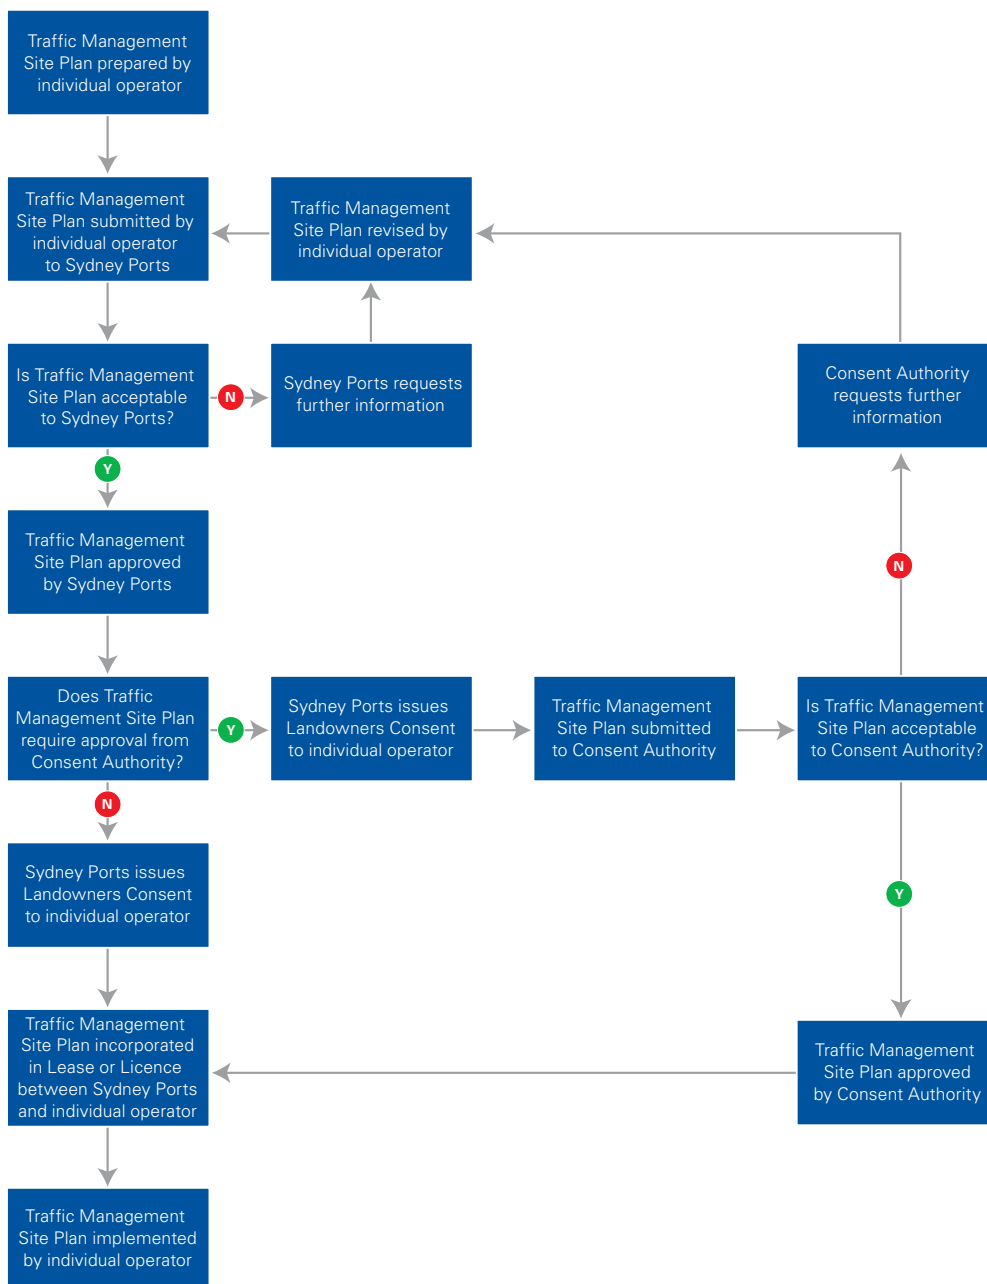 Traffic Management
Site Plan prepared by
individual operator
Traffic Management
Site Plan submitted by
individual operator
to Sydney Ports
Traffic Management
Site Plan revised by
individual operator
Is Traffic Management
Site Plan acceptable
to Sydney Ports?
N
Sydney Ports requests
further information
Consent Authority
requests further
information
Y
Traffic Management
Site Plan approved
by Sydney Ports
N
Does Traffic
Management Site Plan
require approval from
Consent Authority?
Y
Sydney Ports issues
Landowners Consent
to individual operator
Traffic Management
Site Plan submitted
to Consent Authority
Is Traffic Management
Site Plan acceptable
to Consent Authority?
N
Sydney Ports issues
Landowners Consent
to individual operator
Y
Traffic Management
Site Plan incorporated
in Lease or Licence
between Sydney Ports
and individual operator
Traffic Management
Site Plan approved
by Consent Authority
Traffic Management
Site Plan implemented
by individual operator